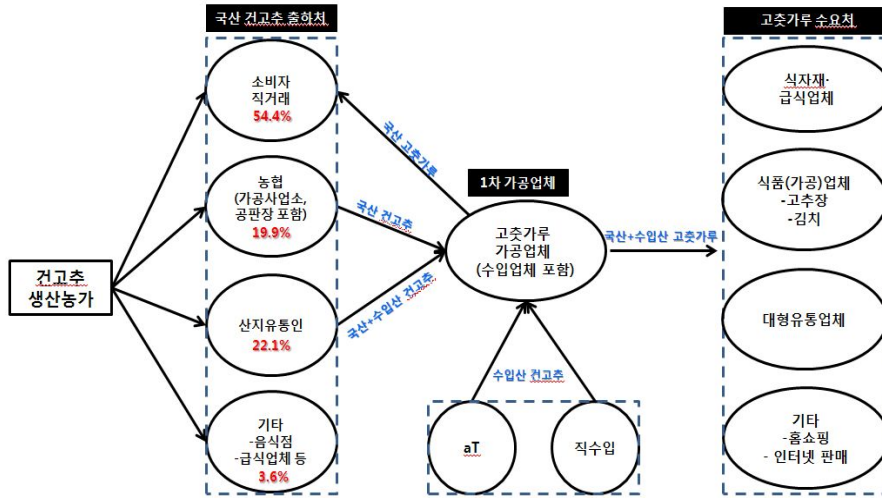 국산 건고추 출하처
고춧가루 수요처
소비자
직거래
54.4%
농협
(가공사업소,
공판장 포함)
19.9%
산지유통인
22.1%
기타
-음식점
-급식업체 등
3.6%
건고추
생산농가
국산 고춧가루
국산 건고추
국산+수입산 건고추
1차 가공업체
고춧가루
가공업체
(수입업체 포함)
국산+수입산 고춧가루
수입산 건고추
aT
직수입
식자재·
급식업체
식품(가공)업체
-고추장
-김치
대형유통업체
기타
-홈쇼핑
- 인터넷 판매